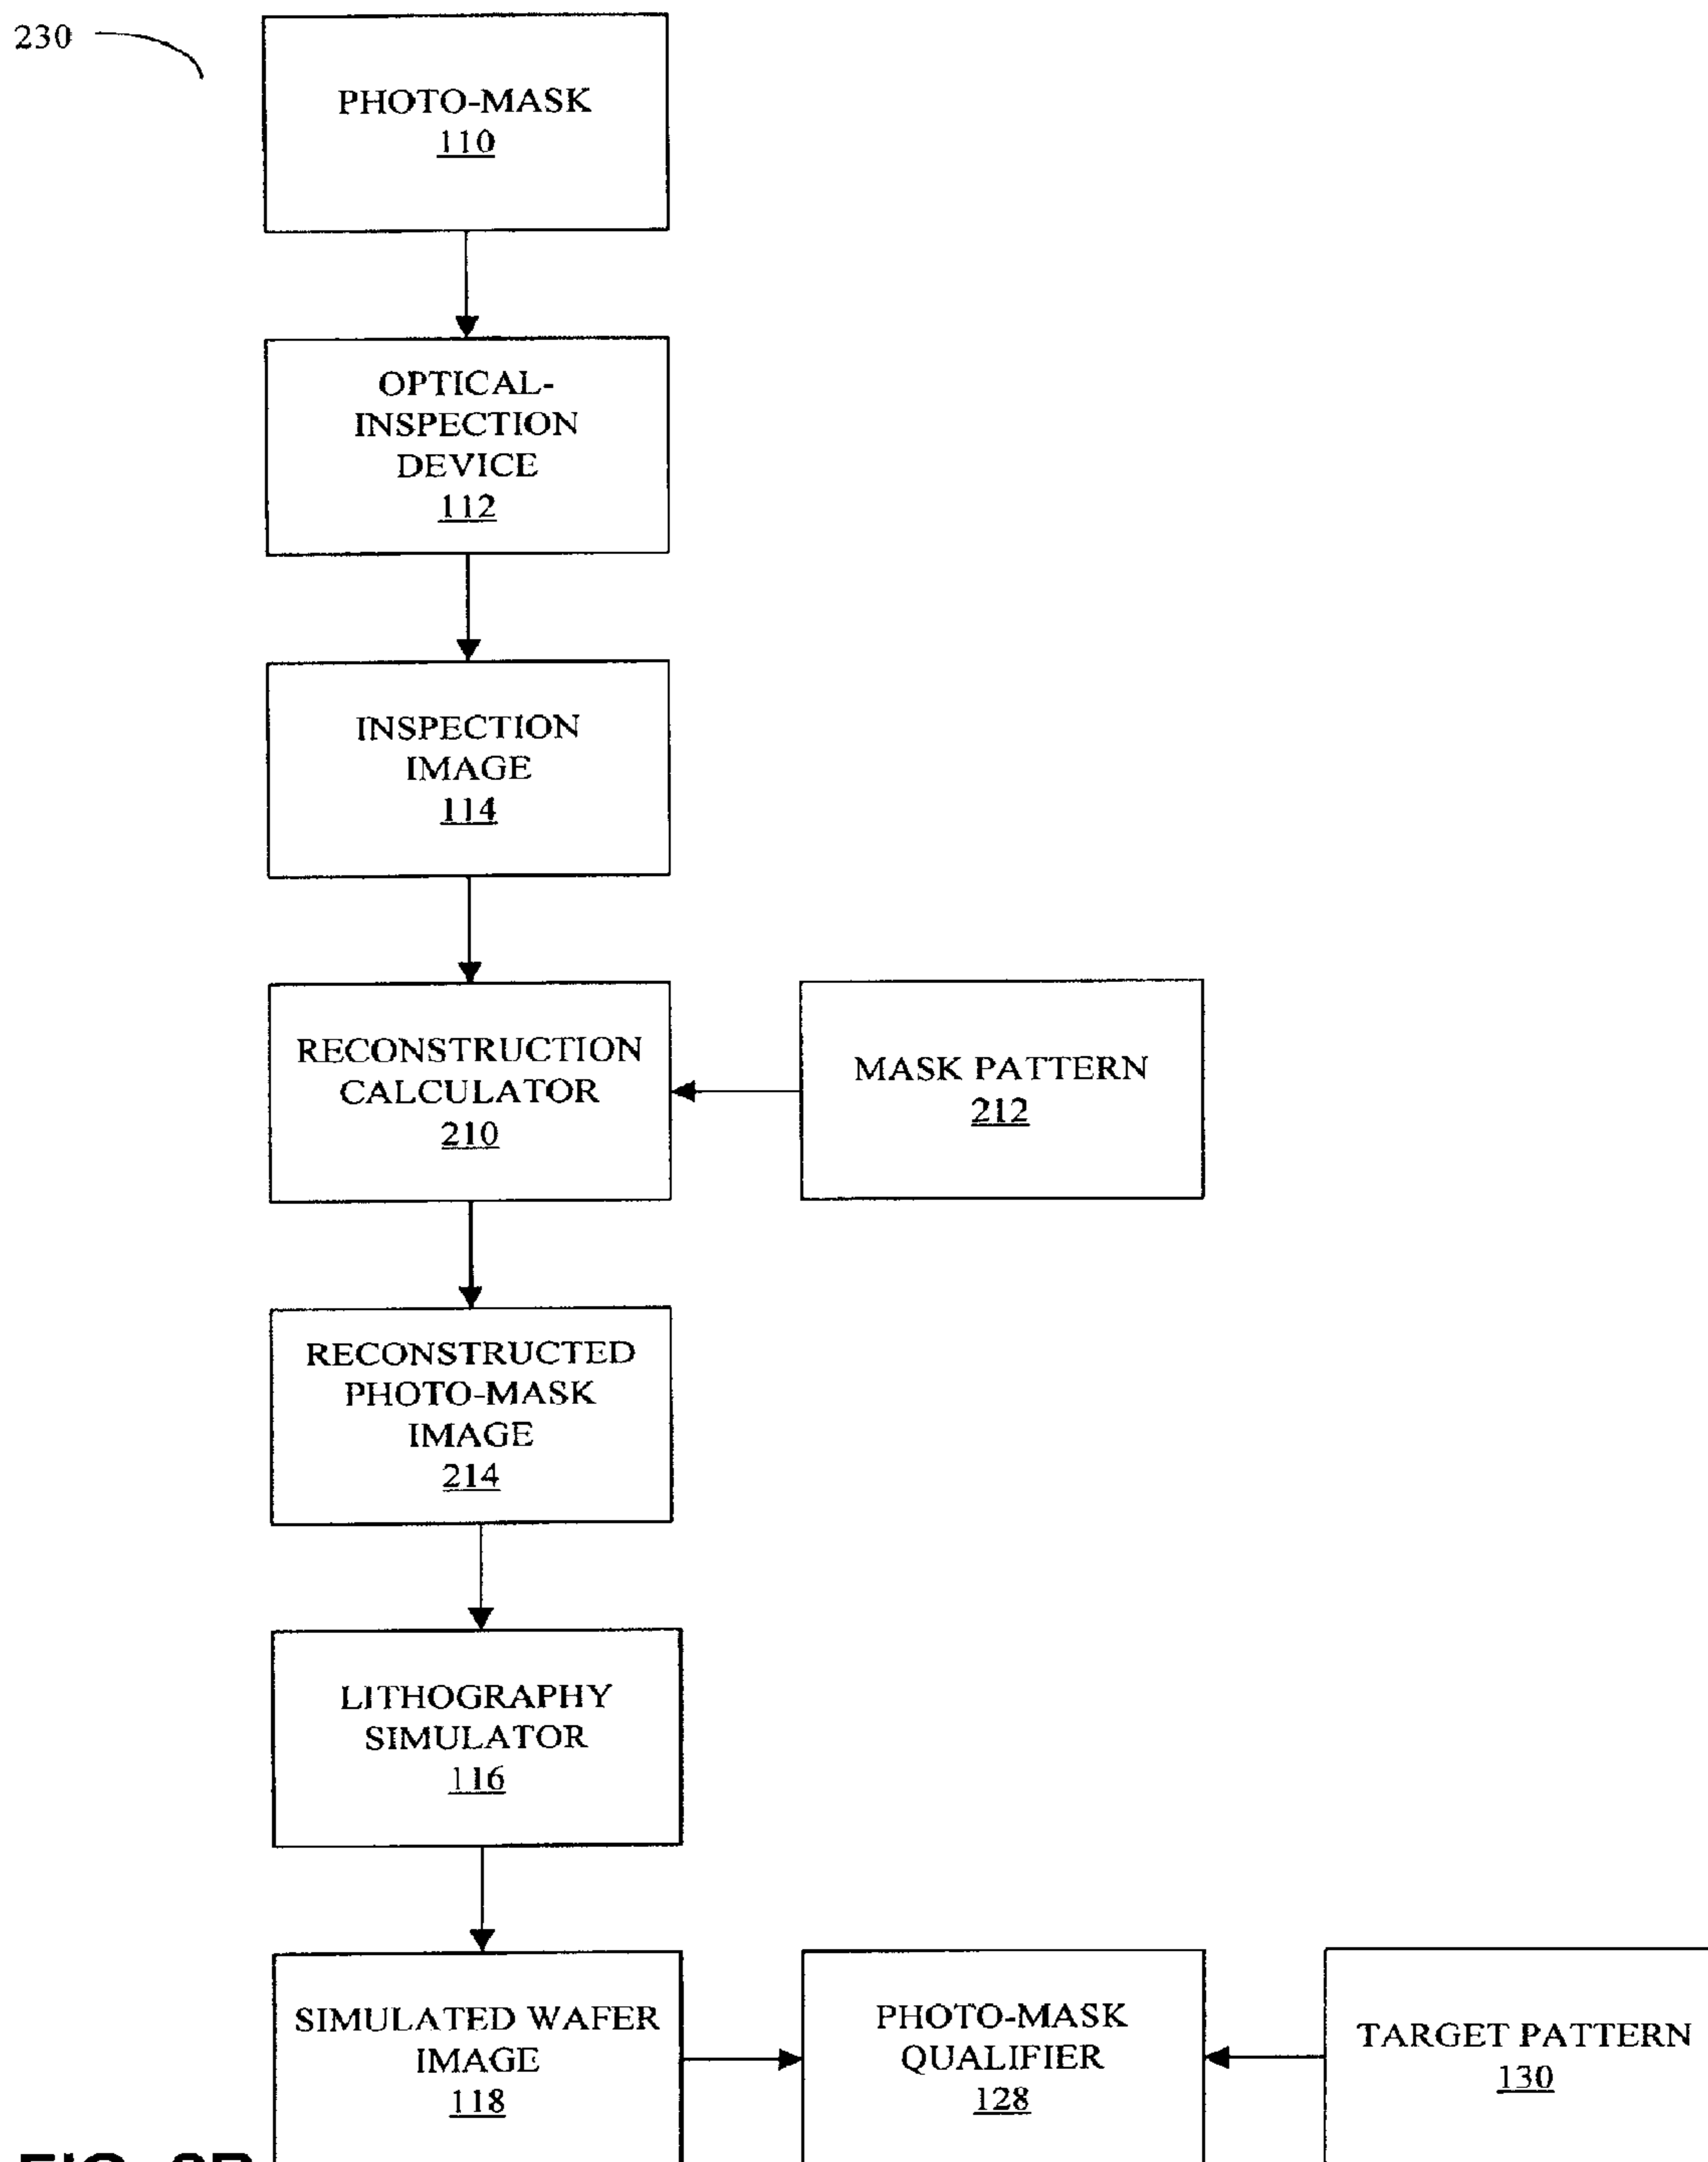 230
PHOTO-MASK
110
OPTICAL-
INSPECTION
DEVICE
112
INSPECTION
IMAGE
114
RECONSTRUCTION
CALCULATOR
210
MASK PATTERN
212
RECONSTRUCTED
PHOTO-MASK
IMAGE
214
LITHOGRAPHY
SIMULATOR
116
SIMULATED WAFER
IMAGE
118
PHOTO-MASK
QUALIFIER
128
TARGET PATTERN
130